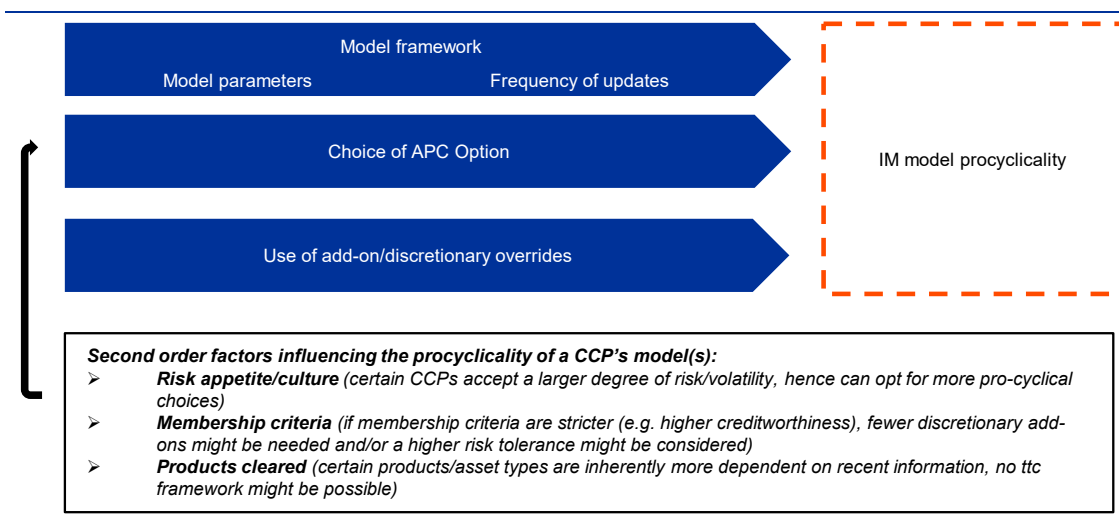 Model framework
Model parameters Frequency of updates
Choice of APC Option
IM model procyclicality
Use of add-on/discretionary overrides
Second order factors influencing the procyclicality of a CCP's model(s):
➢ Risk appetite/culture (certain CCPs accept a larger degree of risk/volatility, hence can opt for more pro-cyclical
choices)
➢ Membership criteria (if membership criteria are stricter (e.g. higher creditworthiness), fewer discretionary add-
ons might be needed and/or a higher risk tolerance might be considered)
➢ Products cleared (certain products/asset types are inherently more dependent on recent information, no ttc
framework might be possible)